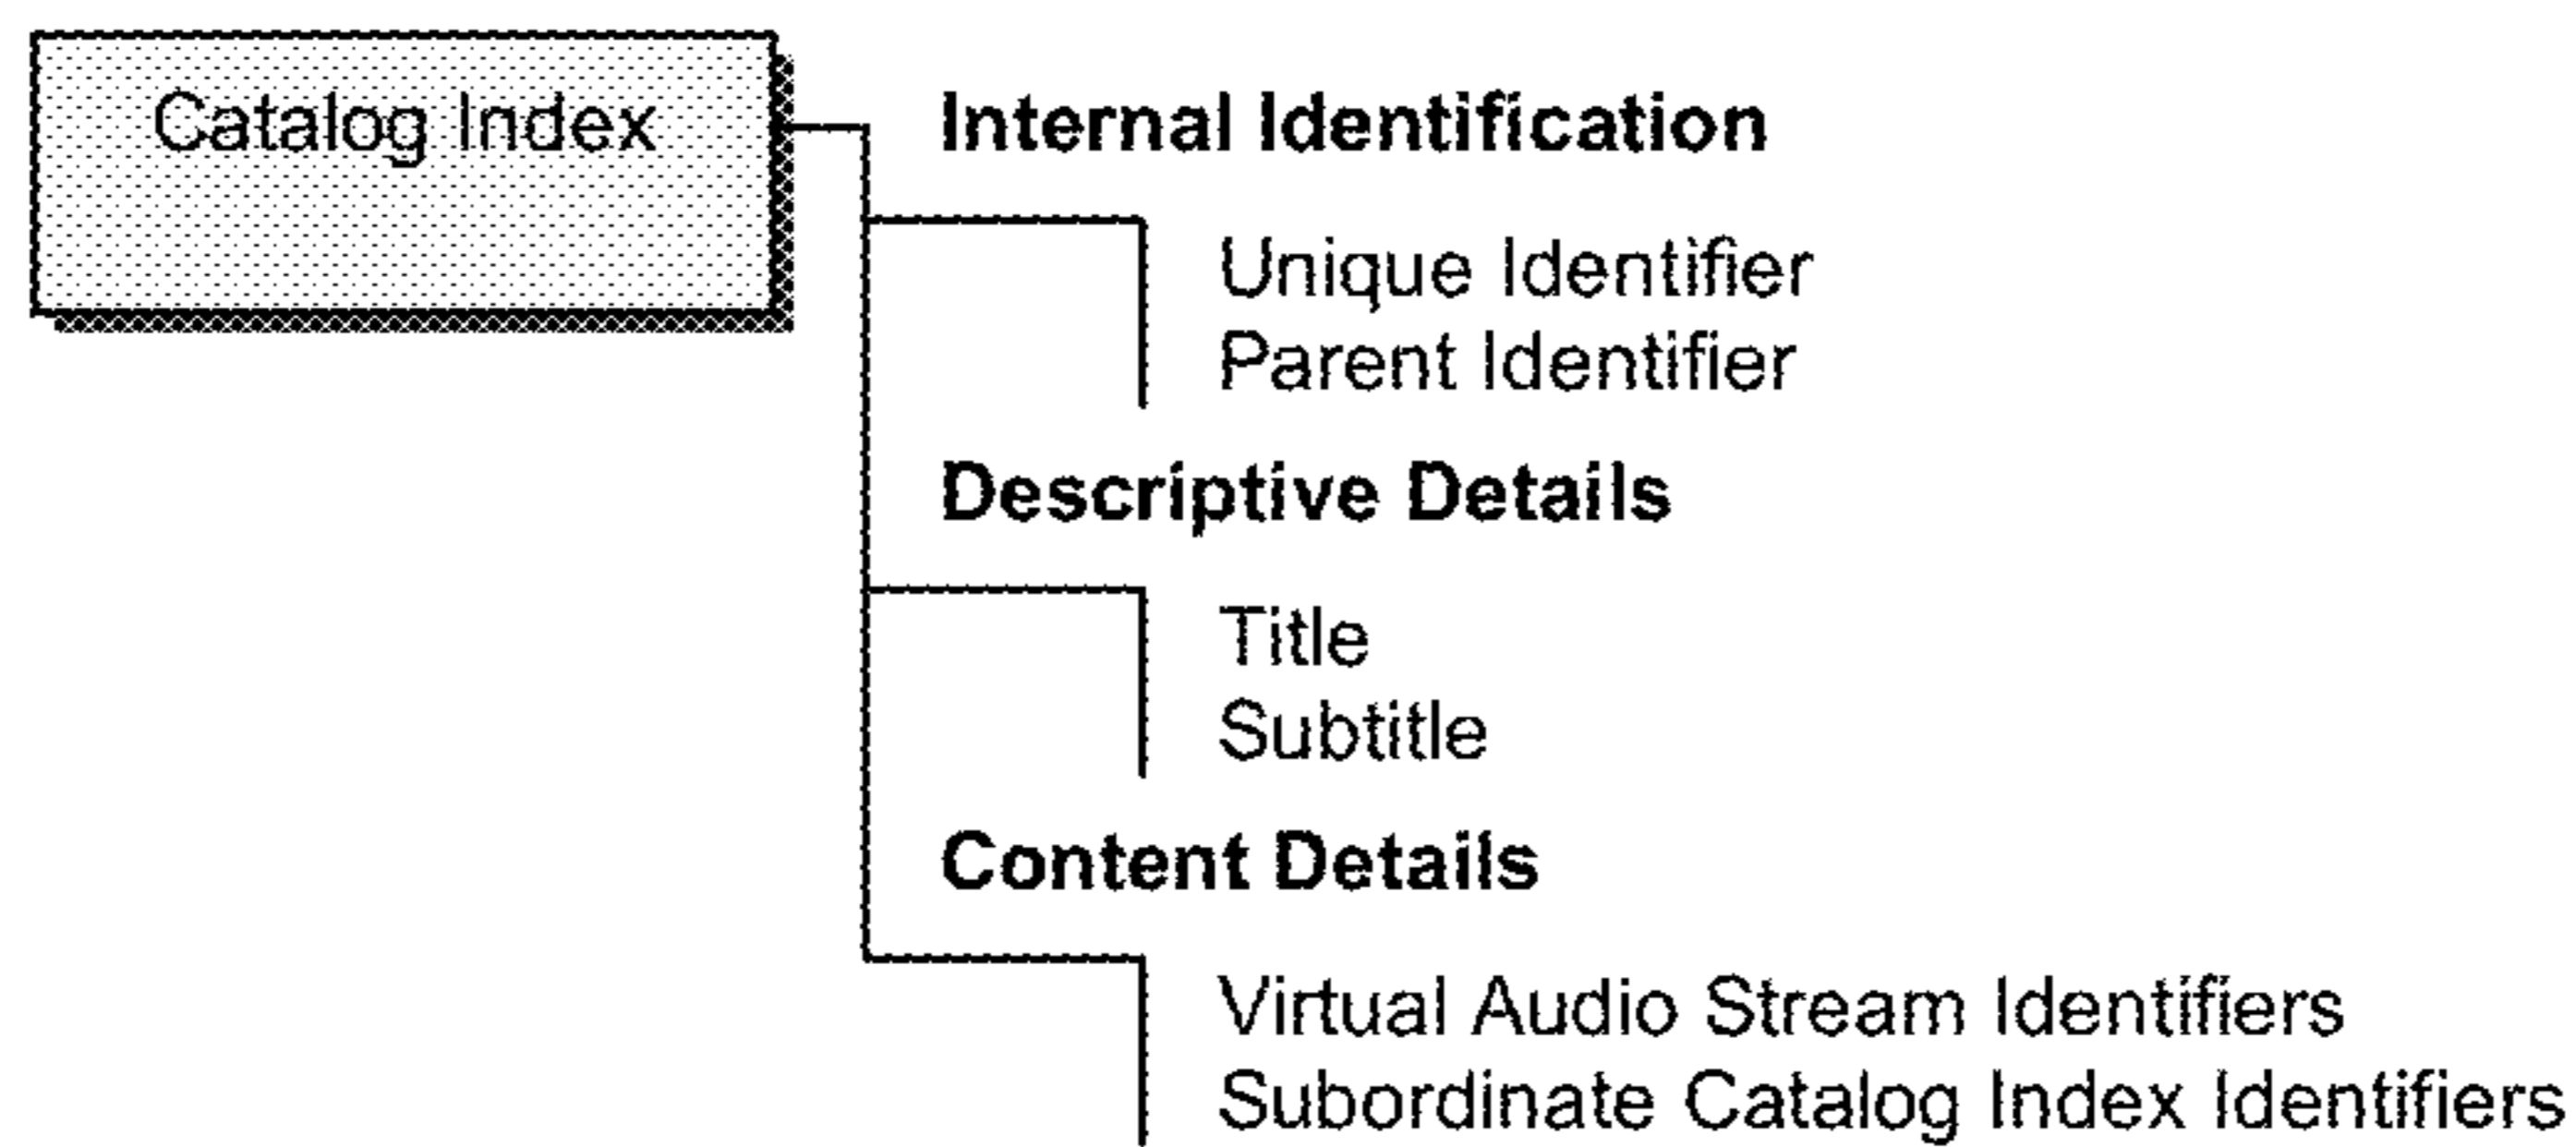 Catalog Index
Internal Identification
Unique Identifier
Parent Identifier
Descriptive Details
Title
Subtitle
Content Details
Virtual Audio Stream Identifiers
Subordinate Catalog Index Identifiers